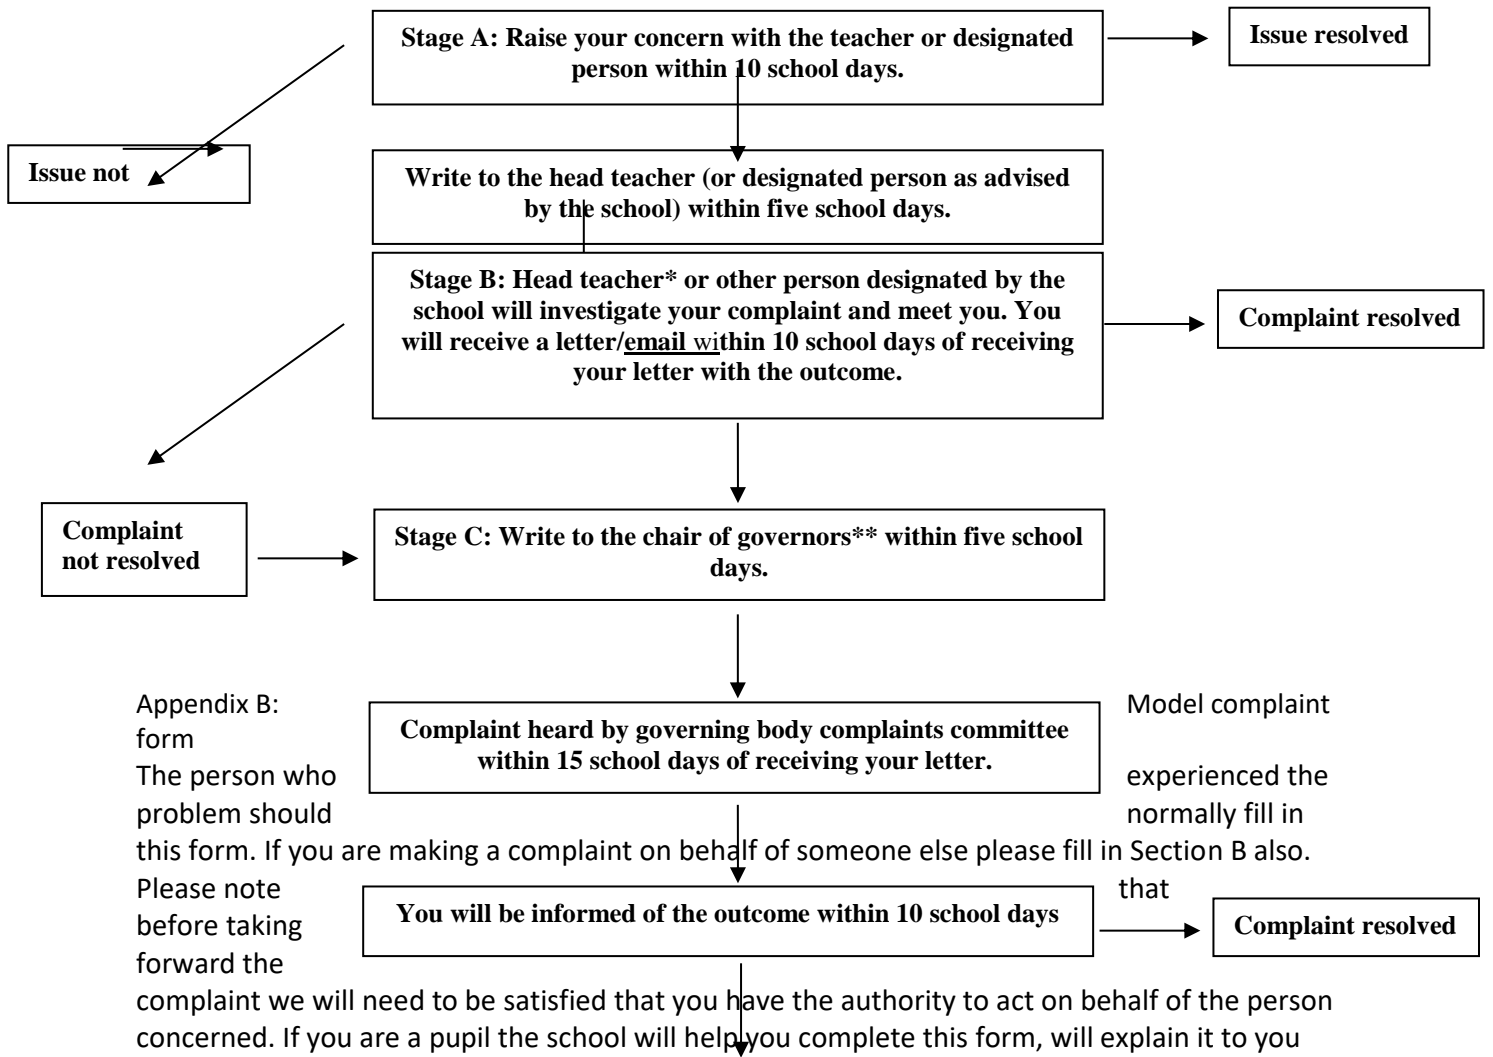 Stage A: Raise your concern with the teacher or designated
person within 10 school days.
Issue resolved
Issue not
Write to the head teacher (or designated person as advised
by the school) within five school days.
Stage B: Head teacher* or other person designated by the
school will investigate your complaint and meet you. You
will receive a letter/email within 10 school days of receiving
your letter with the outcome.
Complaint resolved
Complaint
not resolved
Stage C: Write to the chair of governors** within five school
days.
Complaint heard by governing body complaints committee
within 15 school days of receiving your letter.
You will be informed of the outcome within 10 school days
Complaint resolved
Appendix B: Model complaint
form
The person who experienced the
problem should normally fill in
this form. If you are making a complaint on behalf of someone else please fill in Section B also.
Please note that
before taking
forward the
complaint we will need to be satisfied that you have the authority to act on behalf of the person
concerned. If you are a pupil the school will help you complete this form, will explain it to you